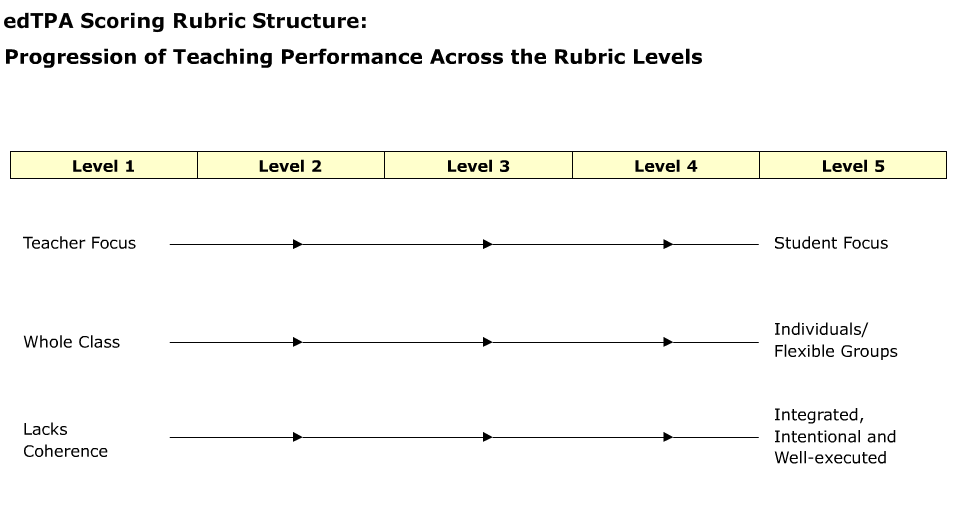 edTPA Scoring Rubric Structure:
Progression of Teaching Performance Across the Rubric Levels
Level 1 Level 2 Level 3 Level 4 Level 5
Teacher Focus Student Focus
Whole Class Individuals/
Flexible Groups
Lacks
Coherence
Integrated,
Intentional and
Well-executed